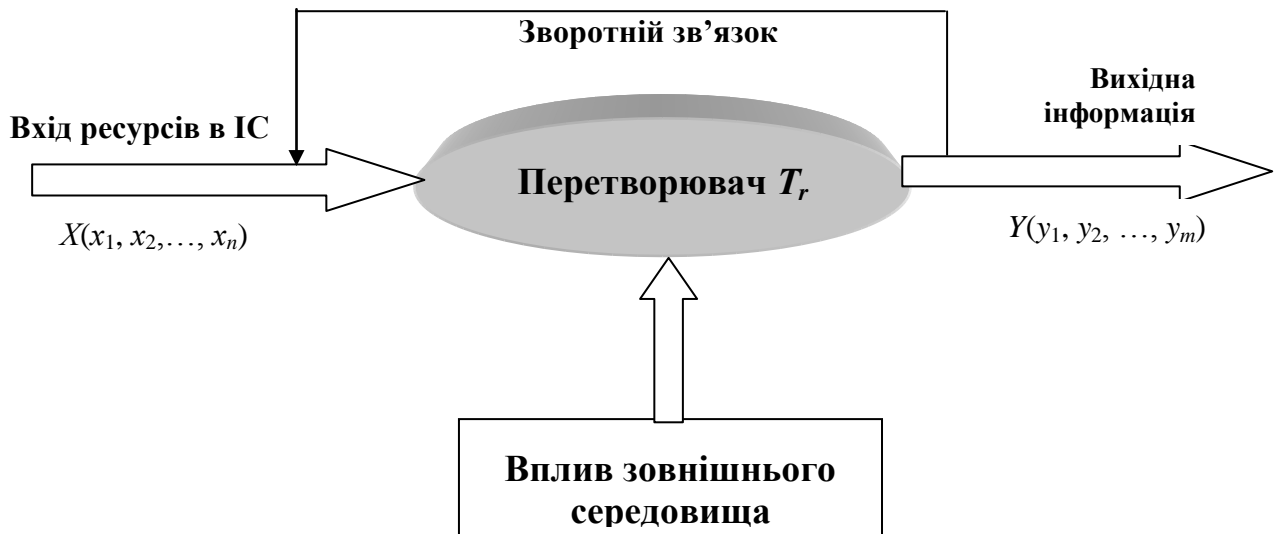 Зворотній зв’язок
Вихідна
інформація
Вхід ресурсів в ІС
Перетворювач Tᵣ
X(x₁, x₂,…, xₙ)
Y(y₁, y₂, …, yₘ)
Вплив зовнішнього
середовища